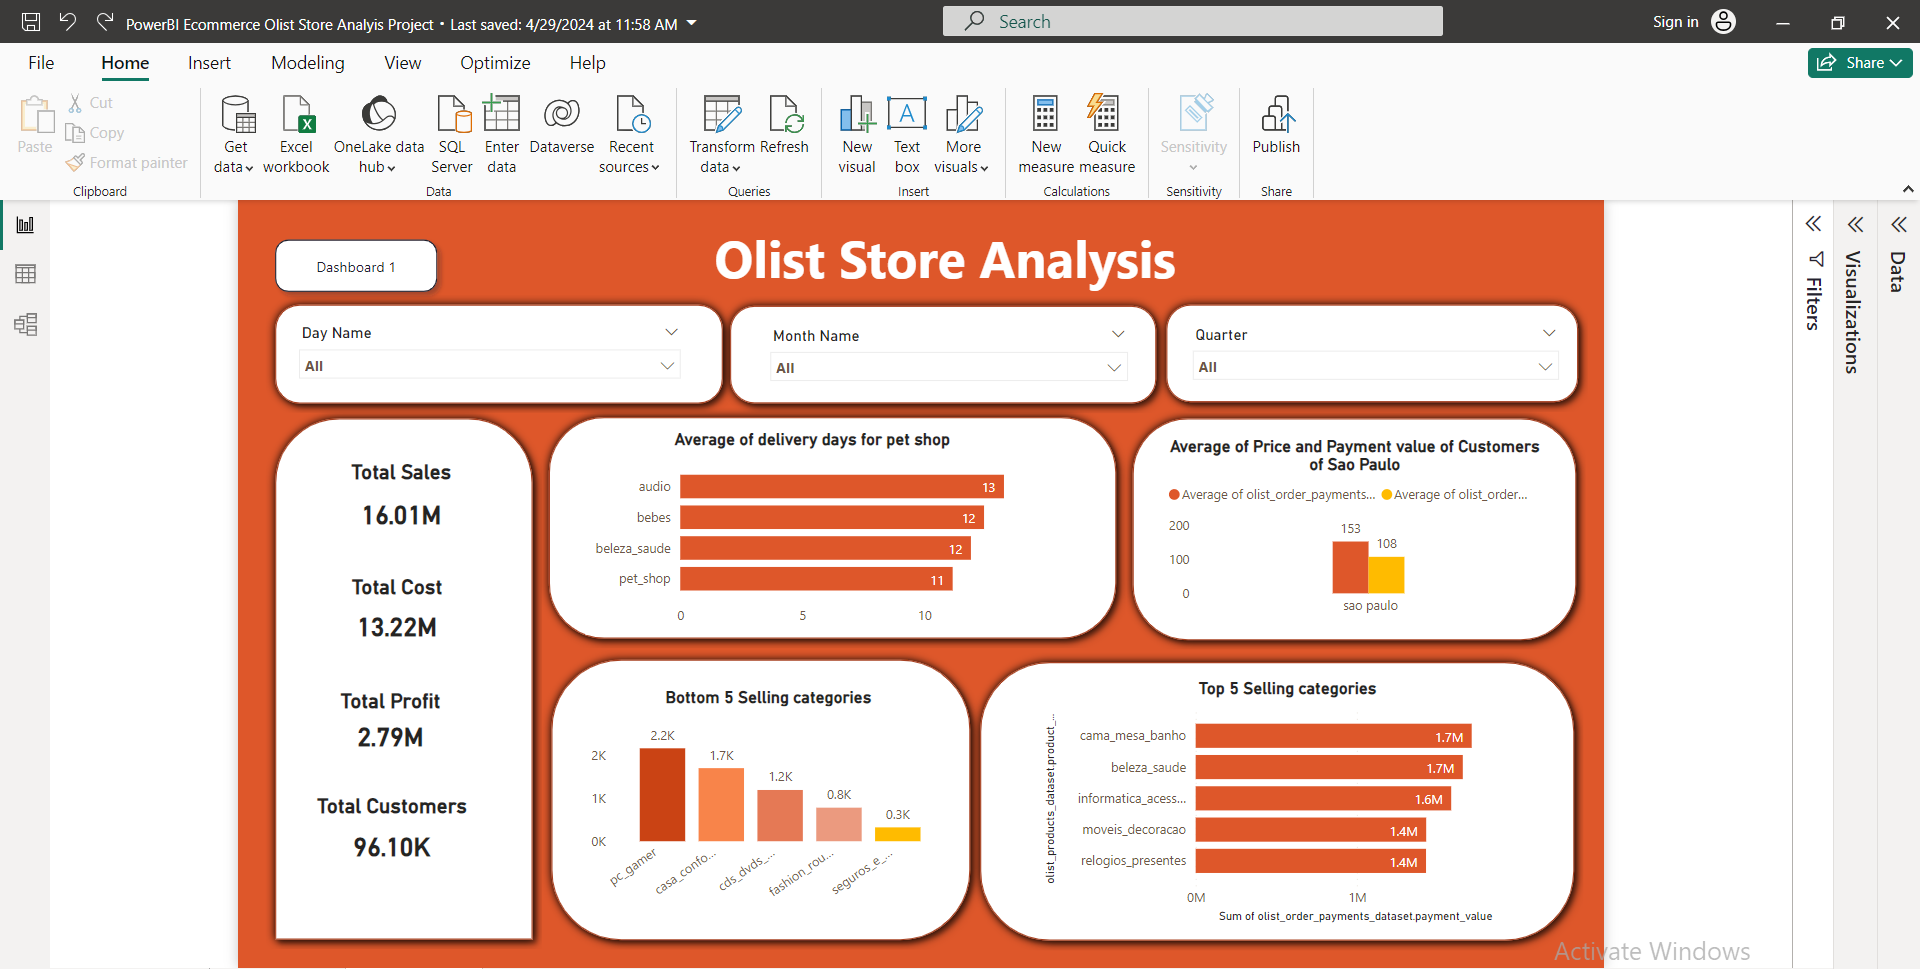 PowerBI Ecommerce Olist Store Analyis Project • Last saved: 4/29/2024 at 11:58 AM
Search
Sign in
File
Home
Insert
Modeling
View
Optimize
Help
Share
Paste
Cut
Copy
Format painter
Clipboard
Get data
Excel workbook
OneLake data hub
SQL Server
Enter data
Dataverse
Recent sources
Data
Transform data
Refresh
Queries
New visual
Text box
More visuals
Insert
New measure
Quick measure
Calculations
Sensitivity
Sensitivity
Publish
Share
Dashboard 1
Olist Store Analysis
Day Name
All
Month Name
All
Quarter
All
Filters
Visualizations
Data
Total Sales
16.01M
Total Cost
13.22M
Total Profit
2.79M
Total Customers
96.10K
Average of delivery days for pet shop
audio 13
bebes 12
beleza_saude 12
pet_shop 11
0 5 10
Average of Price and Payment value of Customers
of Sao Paulo
Average of olist_order_payments... Average of olist_order...
200
100
0
153
108
sao paulo
Bottom 5 Selling categories
2K
1K
0K
2.2K
1.7K
1.2K
0.8K
0.3K
pc_gamer
casa_confo...
cds_dvds_...
fashion_rou...
seguros_e_...
Top 5 Selling categories
olist_products_dataset.product_...
cama_mesa_banho 1.7M
beleza_saude 1.7M
informatica_acess... 1.6M
moveis_decoracao 1.4M
relogios_presentes 1.4M
0M 1M
Sum of olist_order_payments_dataset.payment_value
Activate Windows